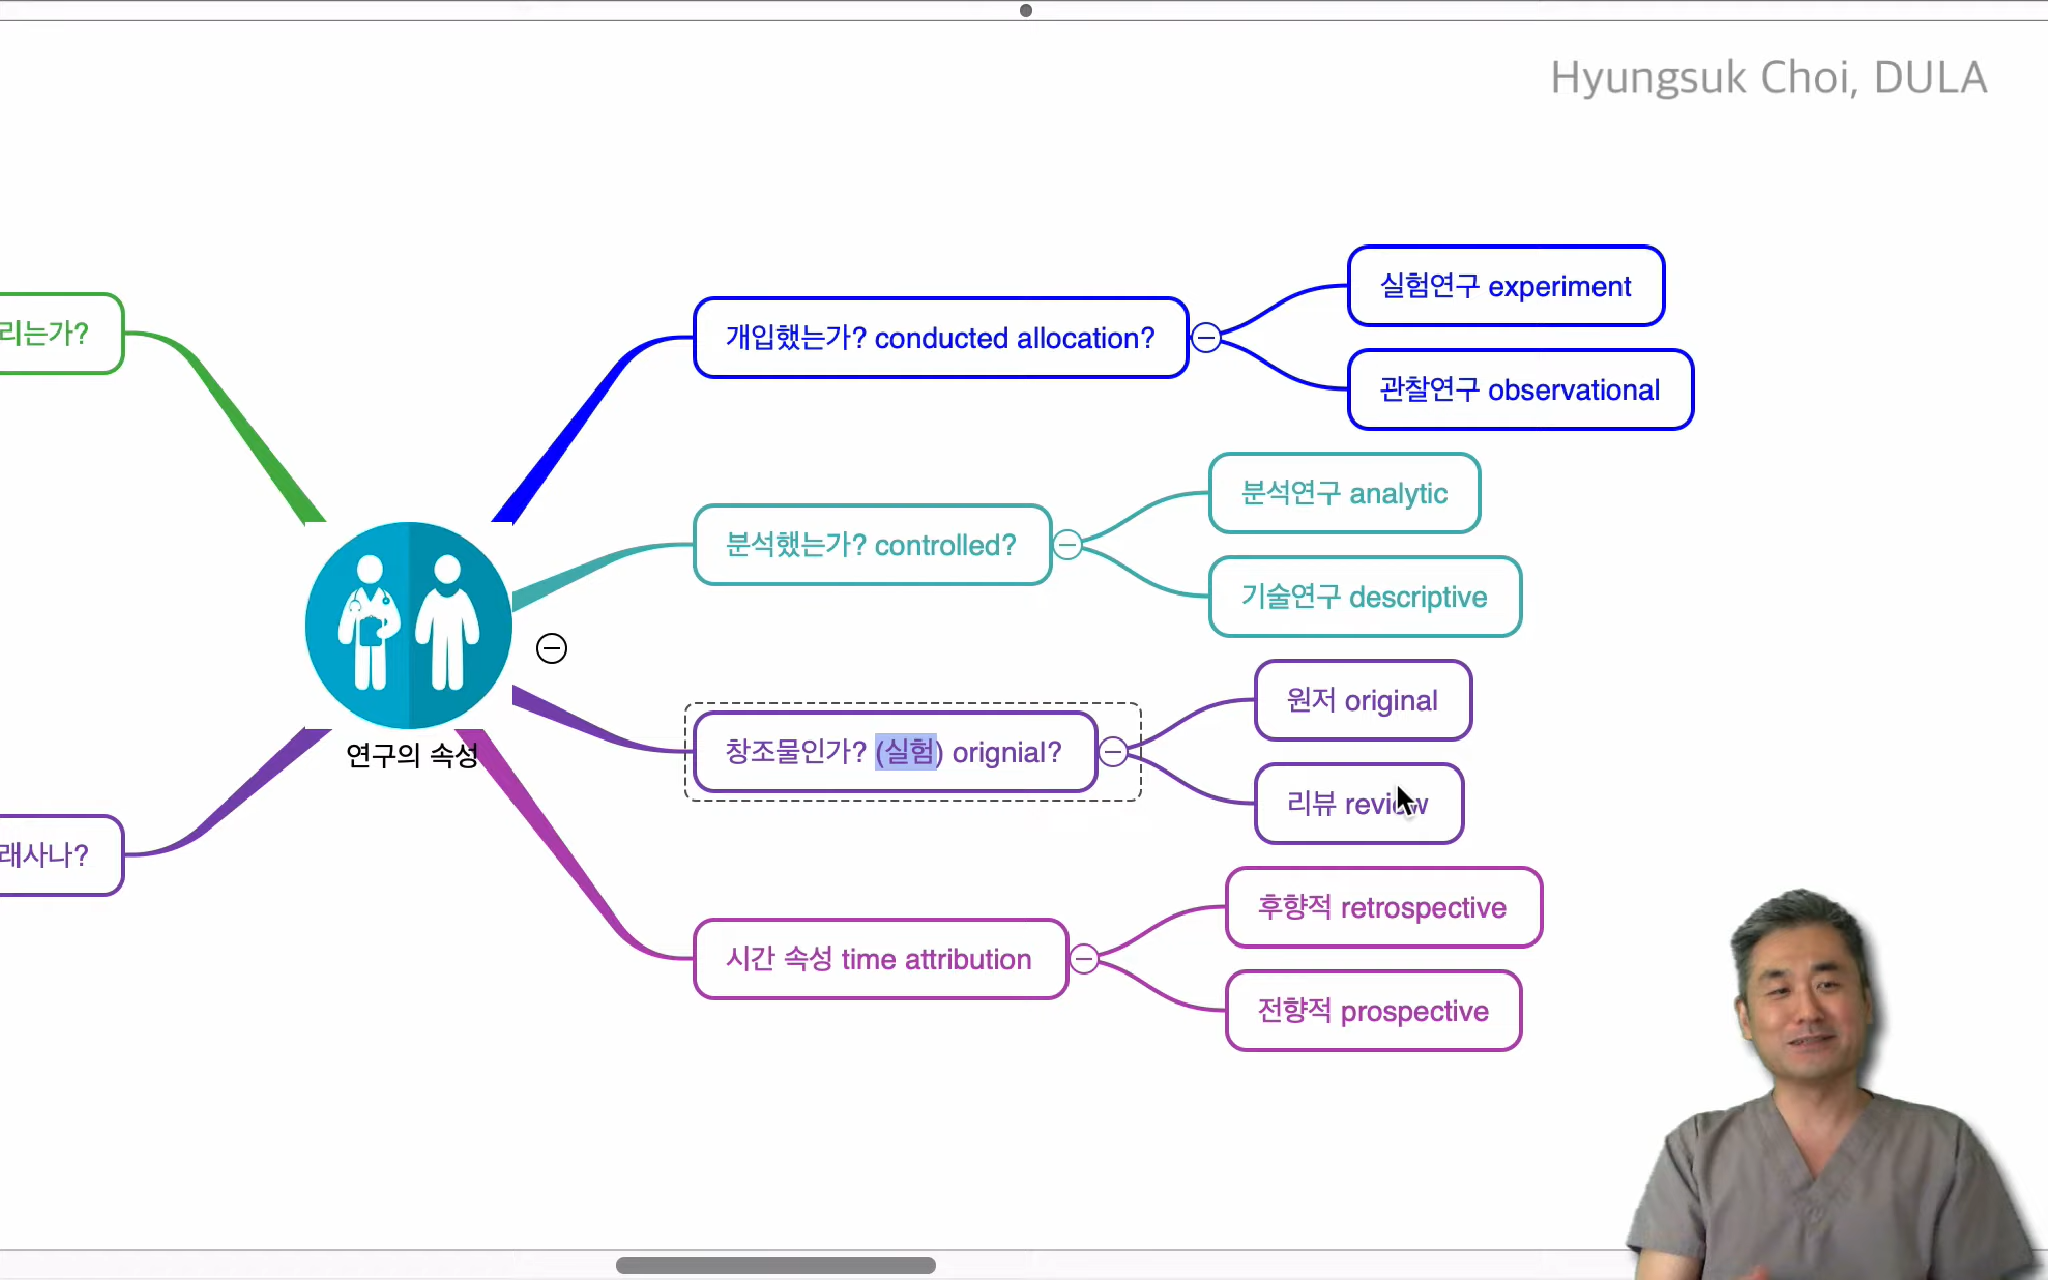 Hyungsuk Choi, DULA
리는가?
개입했는가? conducted allocation?
실험연구 experiment
관찰연구 observational
분석했는가? controlled?
분석연구 analytic
기술연구 descriptive
연구의 속성
창조물인가? (실험) orignial?
원저 original
리뷰 review
래사나?
시간 속성 time attribution
후향적 retrospective
전향적 prospective